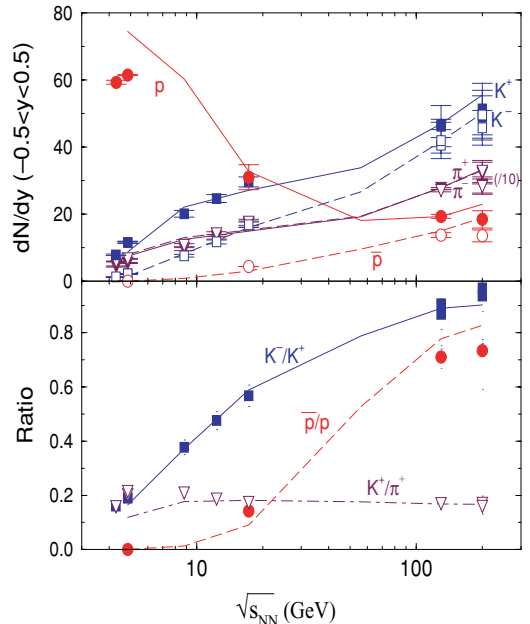 dN/dy (−0.5<y<0.5)
80
60
40
20
0
p
K⁺
K⁻
π⁺
π⁻
(/10)
p̅
Ratio
0.8
0.6
0.4
0.2
0.0
K⁻/K⁺
p̅/p
K⁺/π⁺
10
100
√s_NN (GeV)